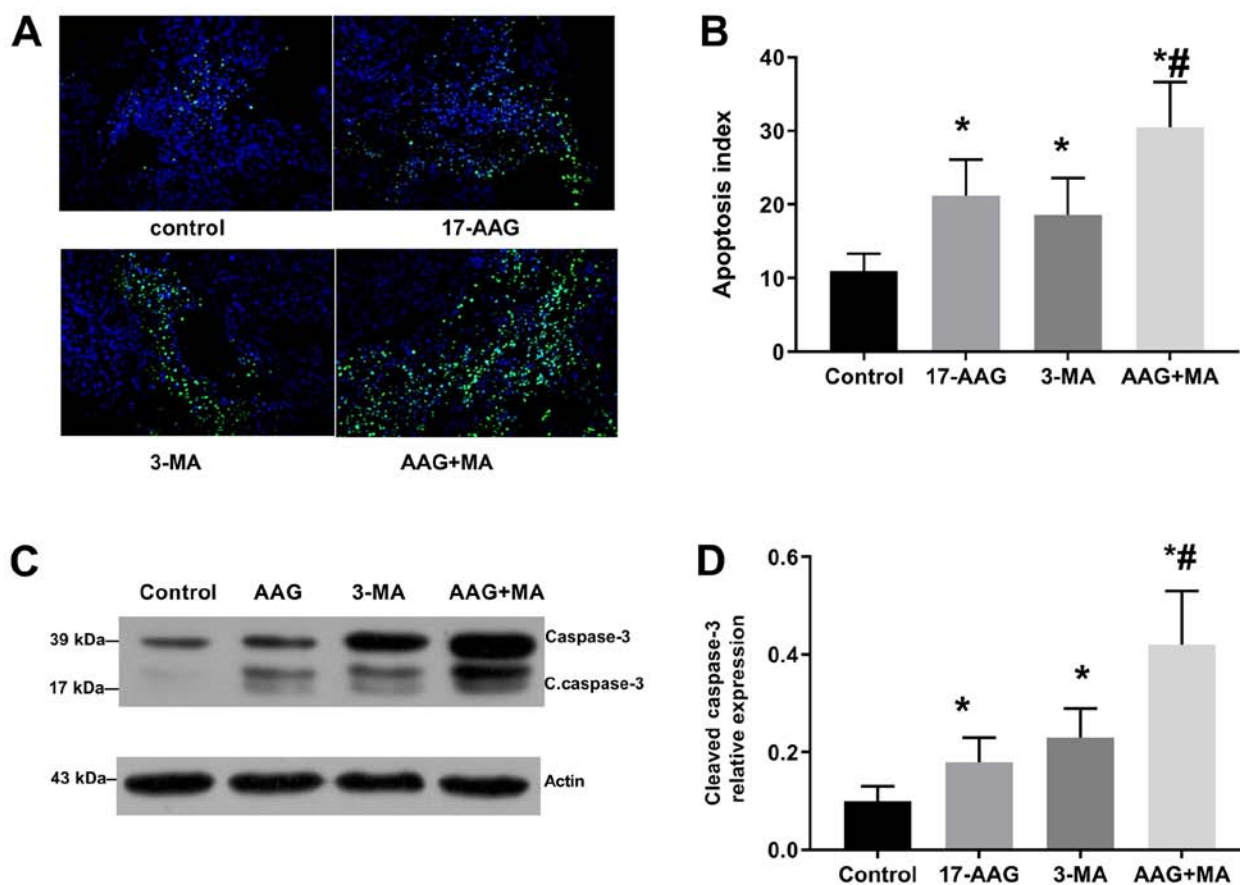 A
control 17-AAG
3-MA AAG+MA
B
Apoptosis index
40
30
20
10
0
*
*
*#
Control 17-AAG 3-MA AAG+MA
C
Control AAG 3-MA AAG+MA
39 kDa Caspase-3
17 kDa C.caspase-3
43 kDa Actin
D
Cleaved caspase-3
relative expression
0.6
0.4
0.2
0.0
*
*
*#
Control 17-AAG 3-MA AAG+MA